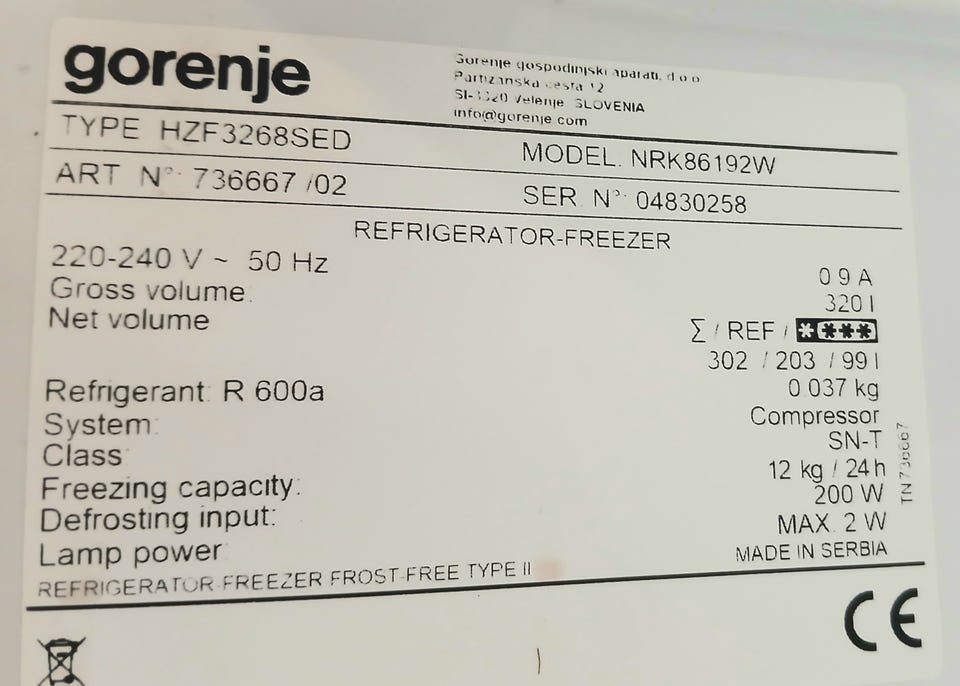 gorenje
Gorenje gospodinjski aparati, d.o.o
Partizanska cesta 12
SI-3320 Velenje SLOVENIA
info@gorenje.com
TYPE HZF3268SED
MODEL. NRK86192W
ART N°: 736667 /02
SER. N°: 04830258
REFRIGERATOR-FREEZER
220-240 V ~ 50 Hz
0.9 A
Gross volume:
320 l
Net volume
Σ / REF / ****
302 / 203 / 99 l
Refrigerant: R 600a
0.037 kg
System:
Compressor
Class:
SN-T
Freezing capacity:
12 kg / 24 h
Defrosting input:
200 W
Lamp power
MAX. 2 W
REFRIGERATOR-FREEZER FROST-FREE TYPE II
MADE IN SERBIA
TN 736667
CE